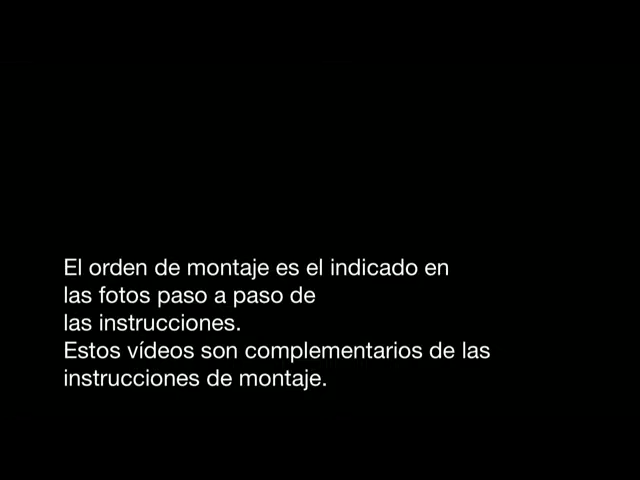 El orden de montaje es el indicado en
las fotos paso a paso de
las instrucciones.
Estos vídeos son complementarios de las
instrucciones de montaje.